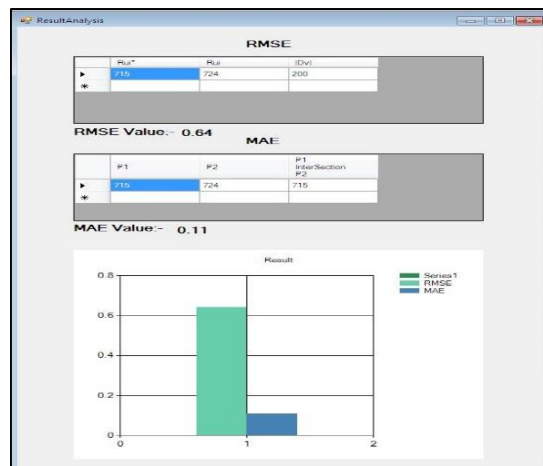 ResultAnalysis
RMSE
Rui* Rui |Dv|
715 724 200
RMSE Value:- 0.64
MAE
P1 P2 P1 InterSection P2
715 724 715
MAE Value:- 0.11
Result
Series1
RMSE
MAE
0.8
0.6
0.4
0.2
0
0 1 2